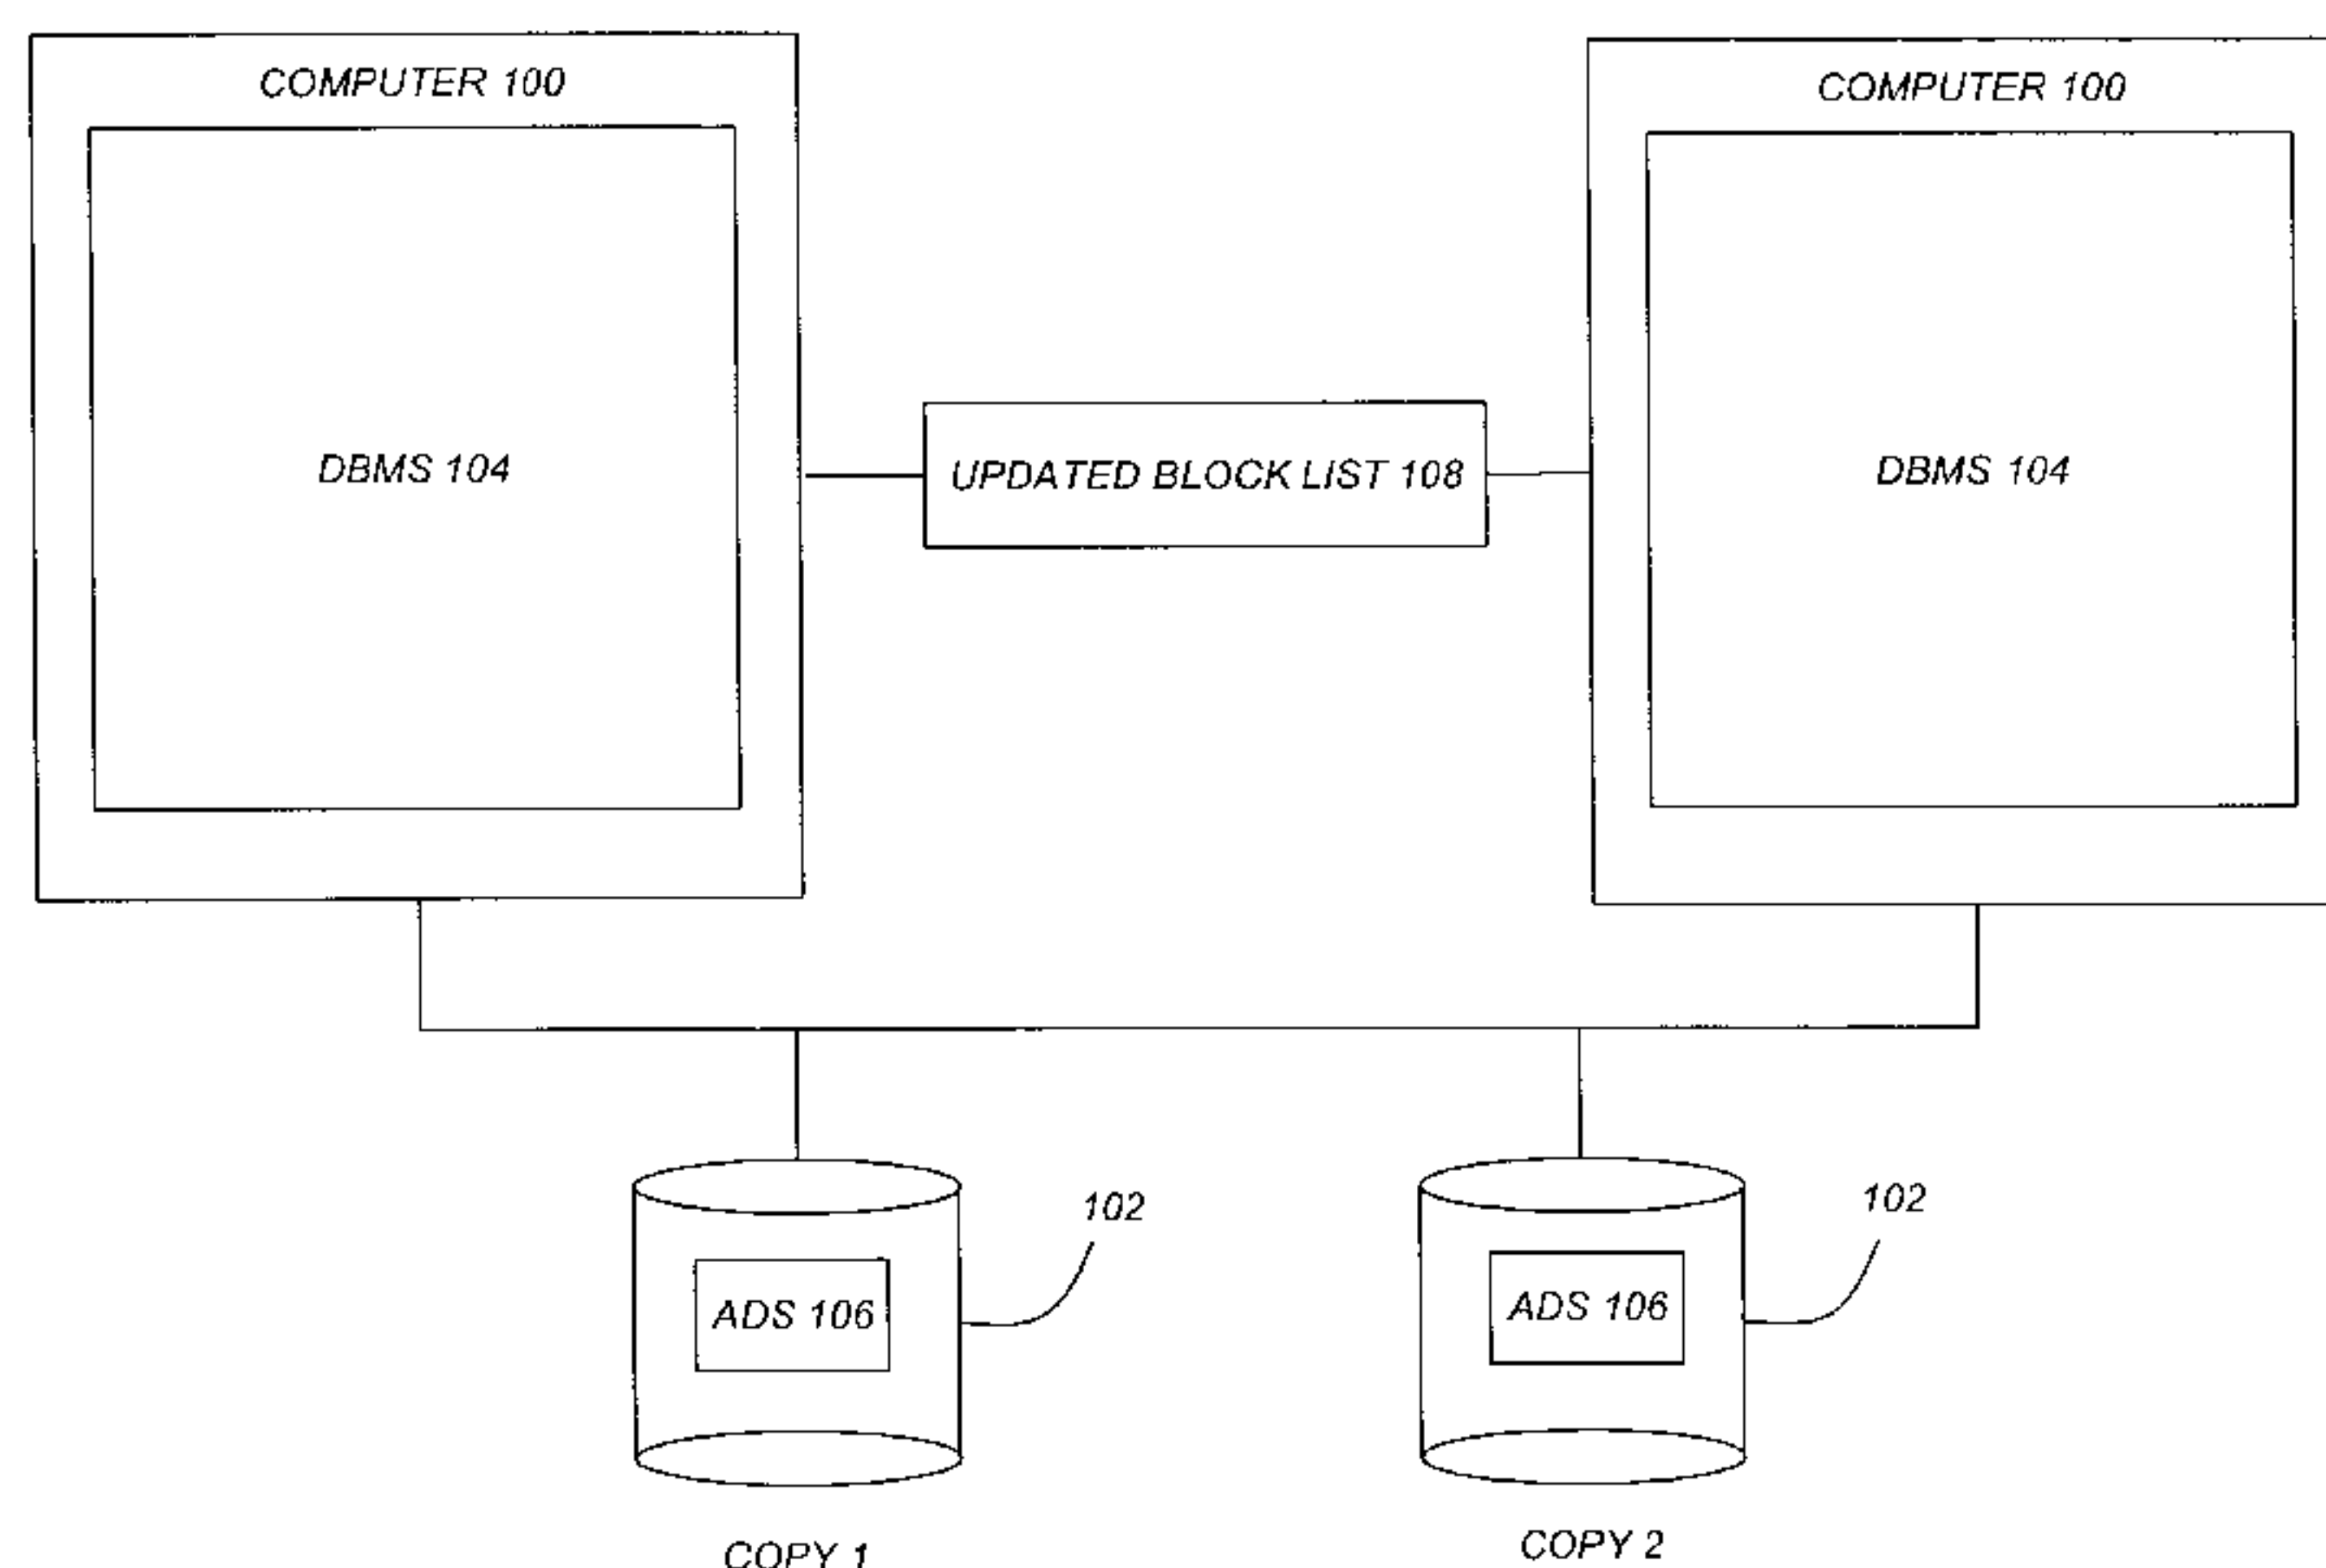 COMPUTER 100
COMPUTER 100
DBMS 104
UPDATED BLOCK LIST 108
DBMS 104
102
102
ADS 106
ADS 106
COPY 1
COPY 2